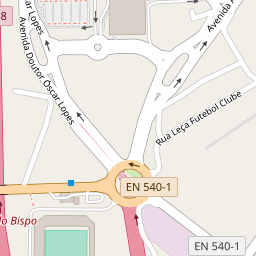 8
Lopes
Avenida Doutor Óscar Lopes
Avenida
Rua Leça Futebol Clube
EN 540-1
do Bispo
EN 540-1